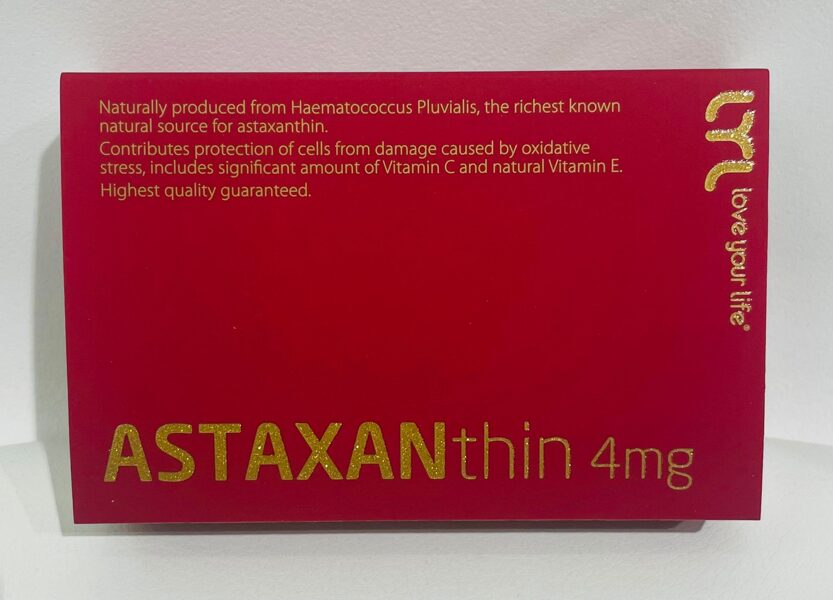 Naturally produced from Haematococcus Pluvialis, the richest known
natural source for astaxanthin.
Contributes protection of cells from damage caused by oxidative
stress, includes significant amount of Vitamin C and natural Vitamin E.
Highest quality guaranteed.
LYL
love your life®
ASTAXANthin 4mg